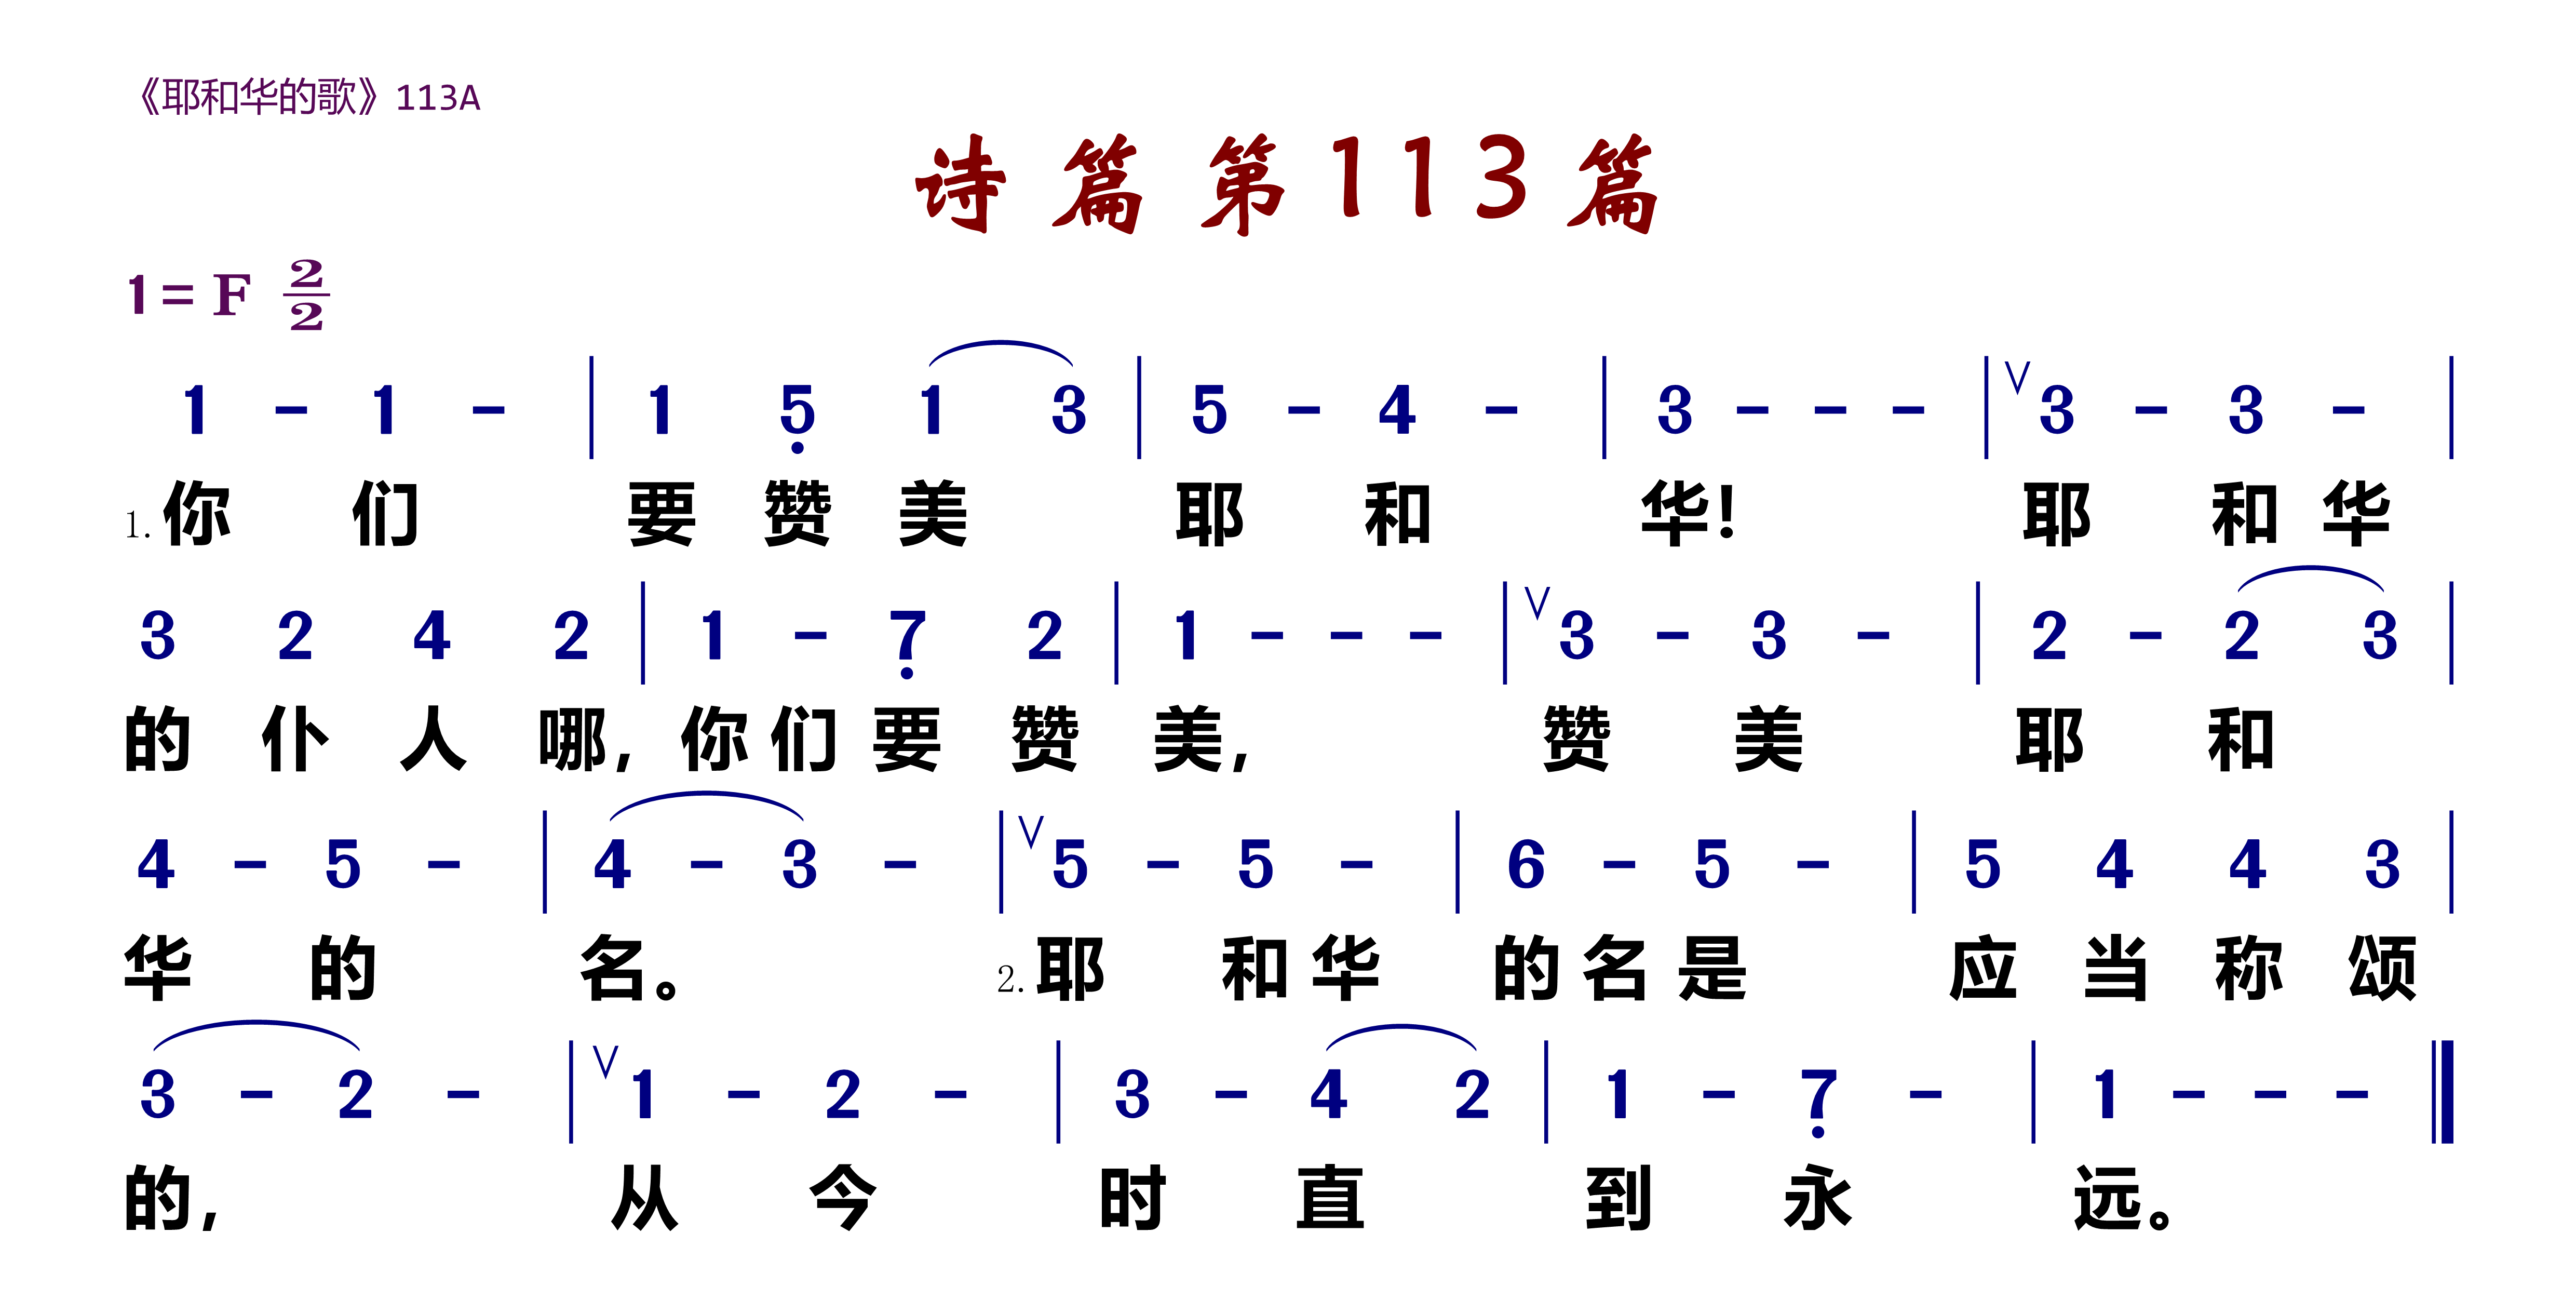 《耶和华的歌》113A
诗篇第113篇
1= F 2/2
1 - 1 - | 1 5̣ 1 3 | 5 - 4 - | 3 - - - | ∨3 - 3 - |
1.你们要赞美耶和华！耶和华
3 2 4 2 | 1 - 7̣ 2 | 1 - - - | ∨3 - 3 - | 2 - 2 3 |
的仆人哪，你们要赞美，赞美耶和
4 - 5 - | 4 - 3 - | ∨5 - 5 - | 6 - 5 - | 5 4 4 3 |
华的名。2.耶和华的名是应当称颂
3 - 2 - | ∨1 - 2 - | 3 - 4 2 | 1 - 7̣ - | 1 - - - ‖
的，从今时直到永远。